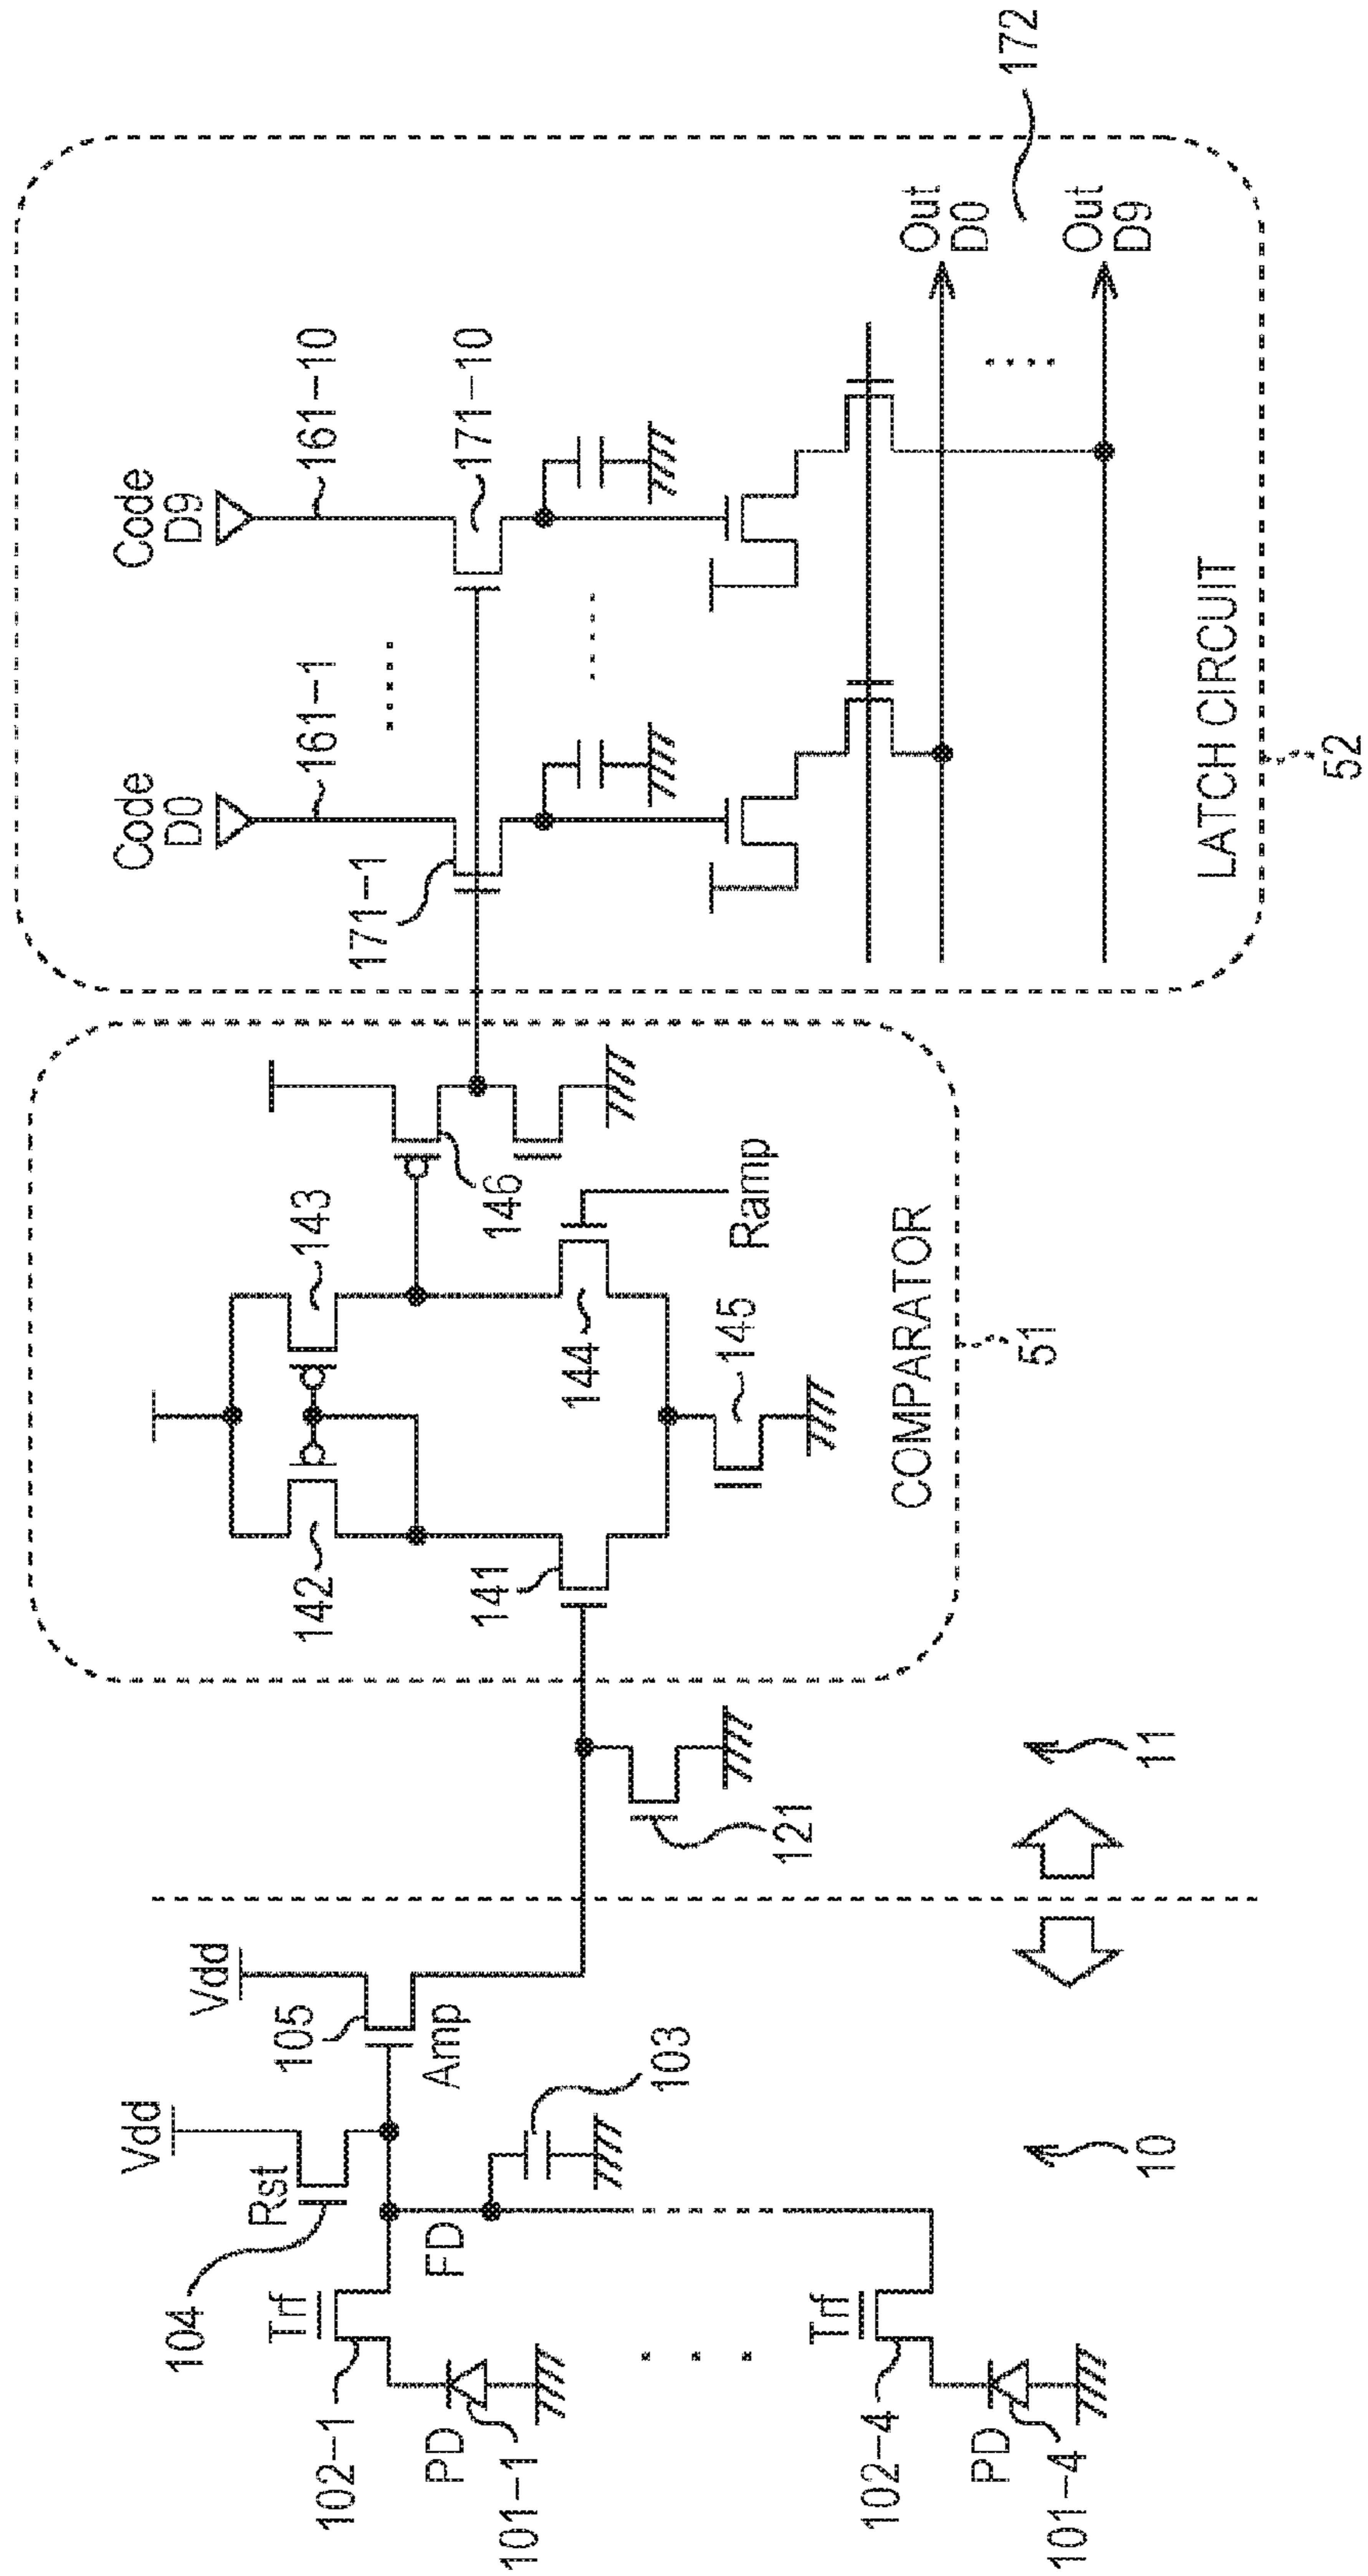 Vdd
Vdd
104
Rst
105
Amp
Trf
102-1
FD
103
PD
101-1
Trf
102-4
PD
101-4
10
11
121
142
143
141
144
145
146
Ramp
COMPARATOR
51
Code
D0
Code
D9
161-1
161-10
171-1
171-10
Out
D0
Out
D9
172
LATCH CIRCUIT
52